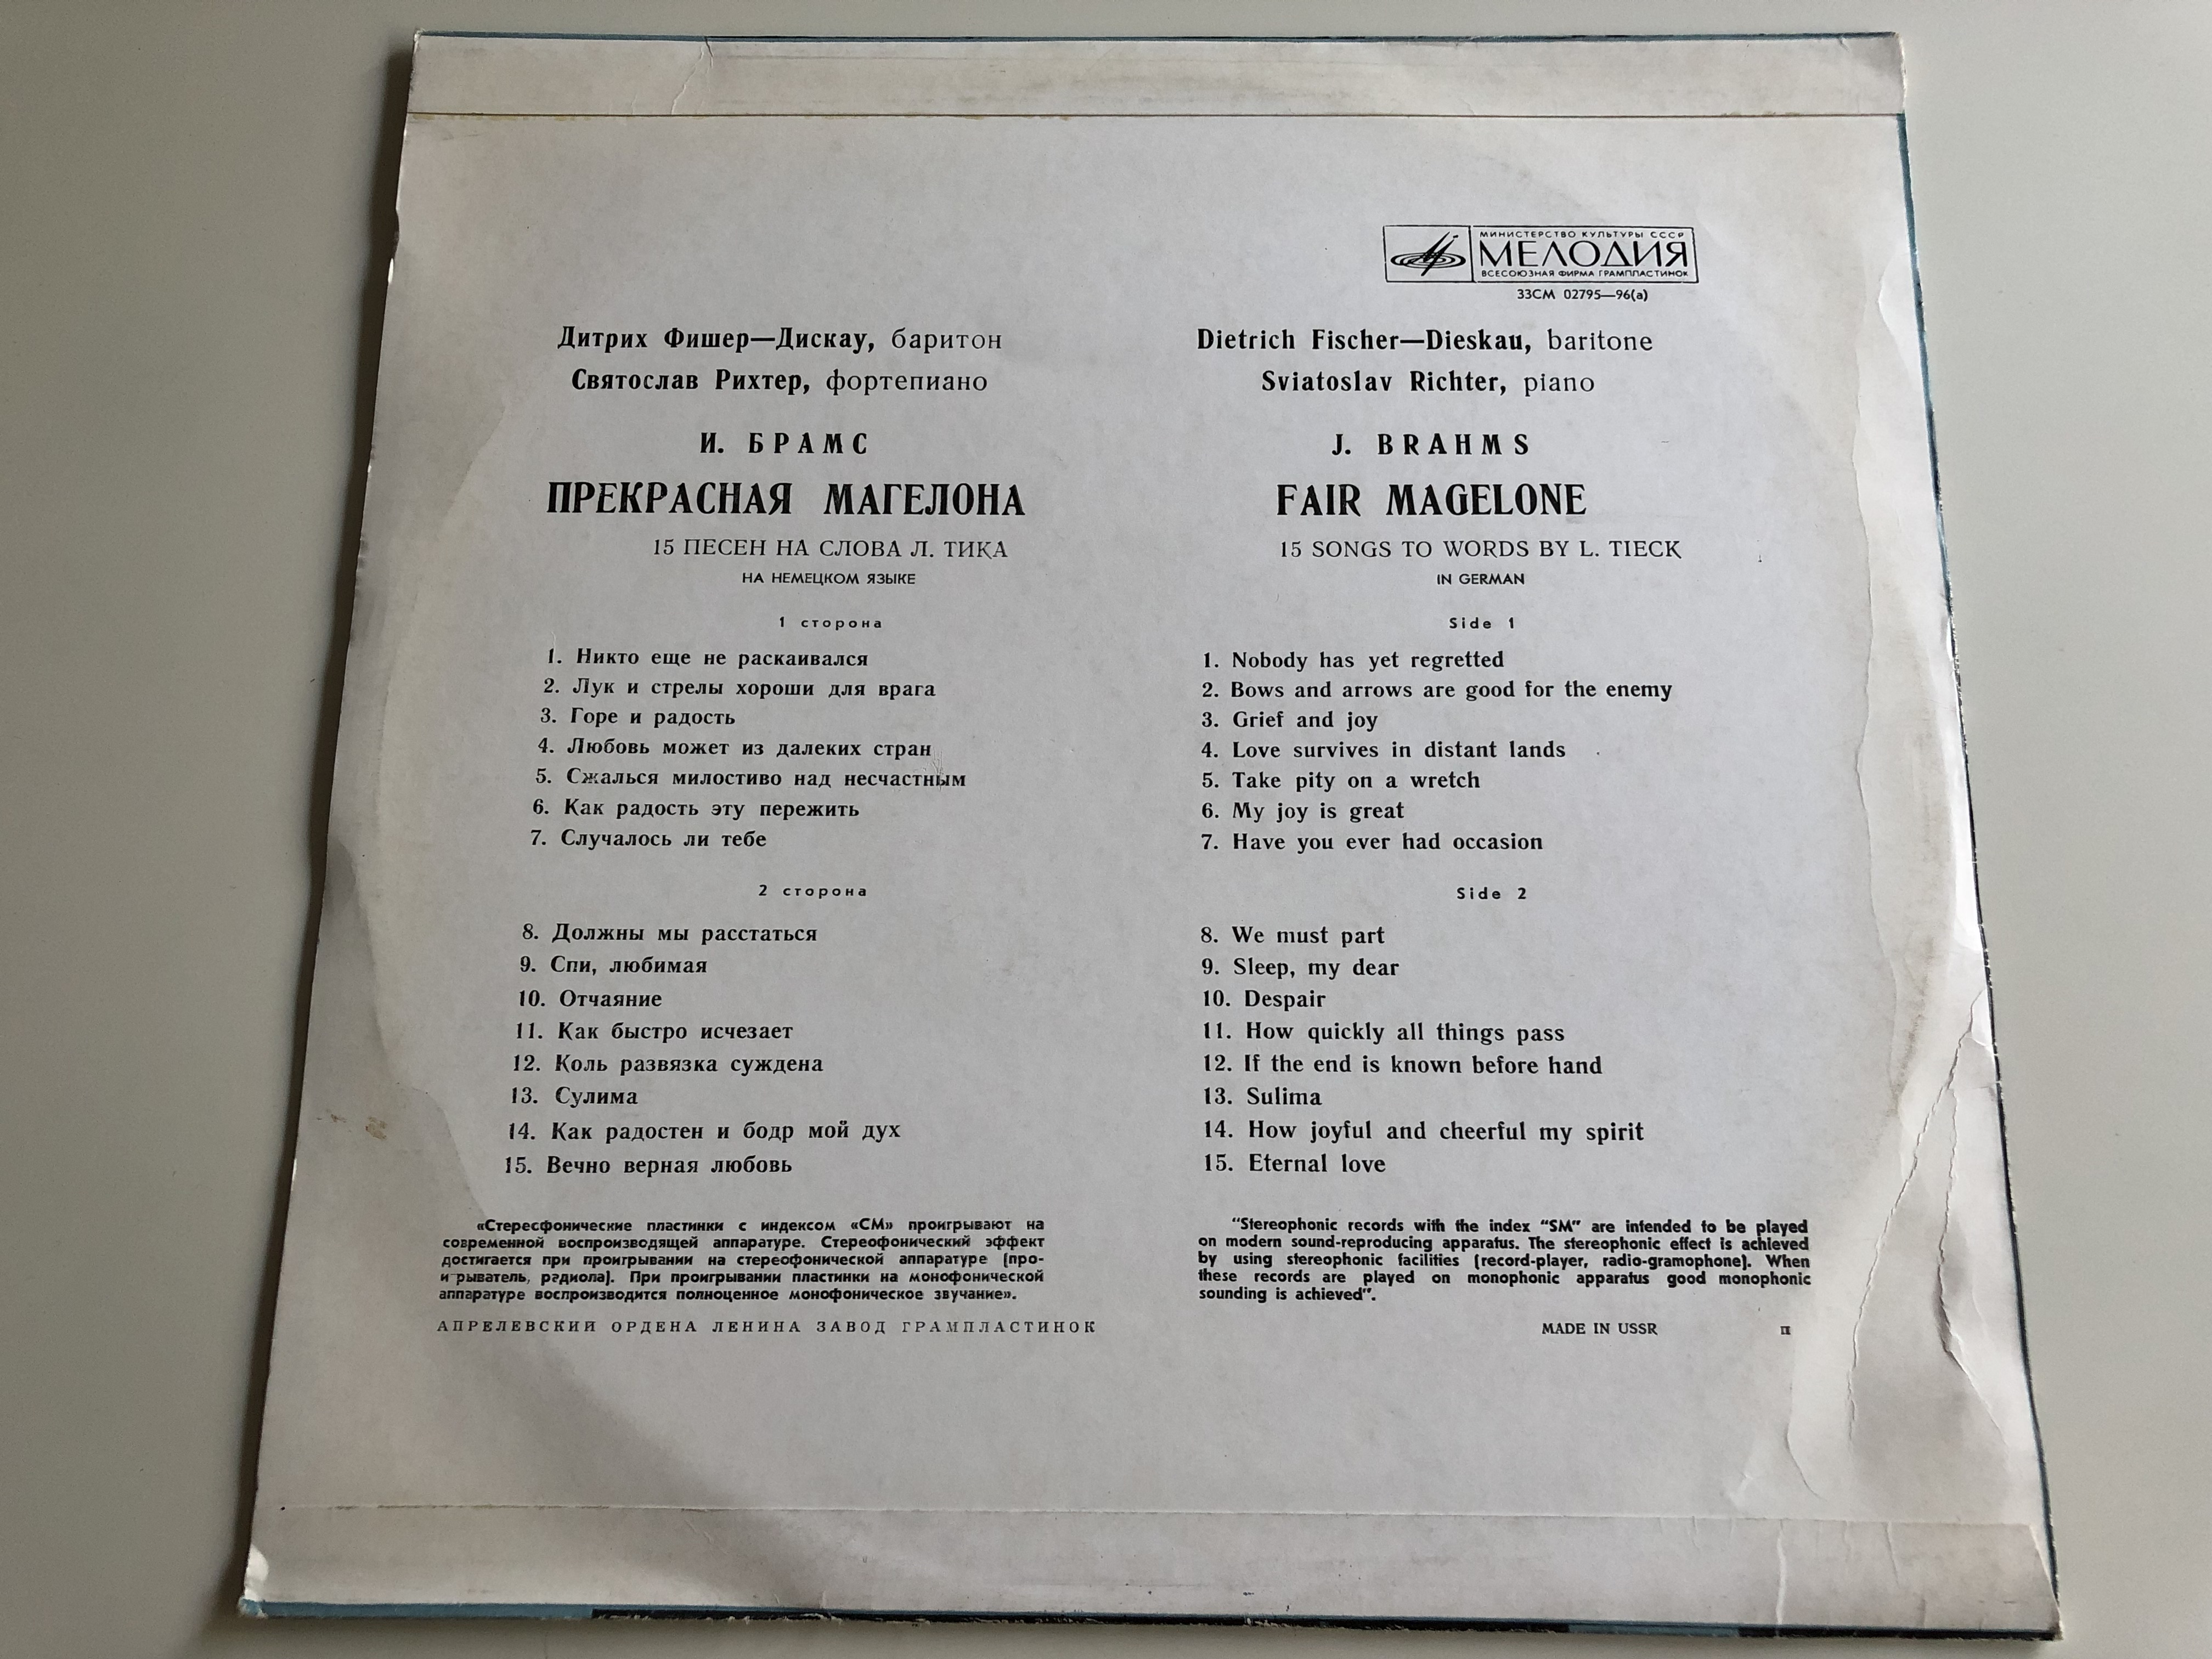 МИНИСТЕРСТВО КУЛЬТУРЫ СССР
МЕЛОДИЯ
ВСЕСОЮЗНАЯ ФИРМА ГРАМПЛАСТИНОК
33СМ 02795—96(а)
Дитрих Фишер—Дискау, баритон
Святослав Рихтер, фортепиано
И. БРАМС
ПРЕКРАСНАЯ МАГЕЛОНА
15 ПЕСЕН НА СЛОВА Л. ТИКА
НА НЕМЕЦКОМ ЯЗЫКЕ
1 сторона
1. Никто еще не раскаивался
2. Лук и стрелы хороши для врага
3. Горе и радость
4. Любовь может из далеких стран
5. Сжалься милостиво над несчастным
6. Как радость эту пережить
7. Случалось ли тебе
2 сторона
8. Должны мы расстаться
9. Спи, любимая
10. Отчаяние
11. Как быстро исчезает
12. Коль развязка суждена
13. Сулима
14. Как радостен и бодр мой дух
15. Вечно верная любовь
«Стересфонические пластинки с индексом «СМ» проигрывают на
современной воспроизводящей аппаратуре. Стереофонический эффект
достигается при проигрывании на стереофонической аппаратуре (про-
игрыватель, радиола). При проигрывании пластинки на монофонической
аппаратуре воспроизводится полноценное монофоническое звучание».
АПРЕЛЕВСКИЙ ОРДЕНА ЛЕНИНА ЗАВОД ГРАМПЛАСТИНОК
Dietrich Fischer—Dieskau, baritone
Sviatoslav Richter, piano
J. BRAHMS
FAIR MAGELONE
15 SONGS TO WORDS BY L. TIECK
IN GERMAN
Side 1
1. Nobody has yet regretted
2. Bows and arrows are good for the enemy
3. Grief and joy
4. Love survives in distant lands
5. Take pity on a wretch
6. My joy is great
7. Have you ever had occasion
Side 2
8. We must part
9. Sleep, my dear
10. Despair
11. How quickly all things pass
12. If the end is known before hand
13. Sulima
14. How joyful and cheerful my spirit
15. Eternal love
"Stereophonic records with the index "SM" are intended to be played
on modern sound-reproducing apparatus. The stereophonic effect is achieved
by using stereophonic facilities (record-player, radio-gramophone). When
these records are played on monophonic apparatus good monophonic
sounding is achieved".
MADE IN USSR
п